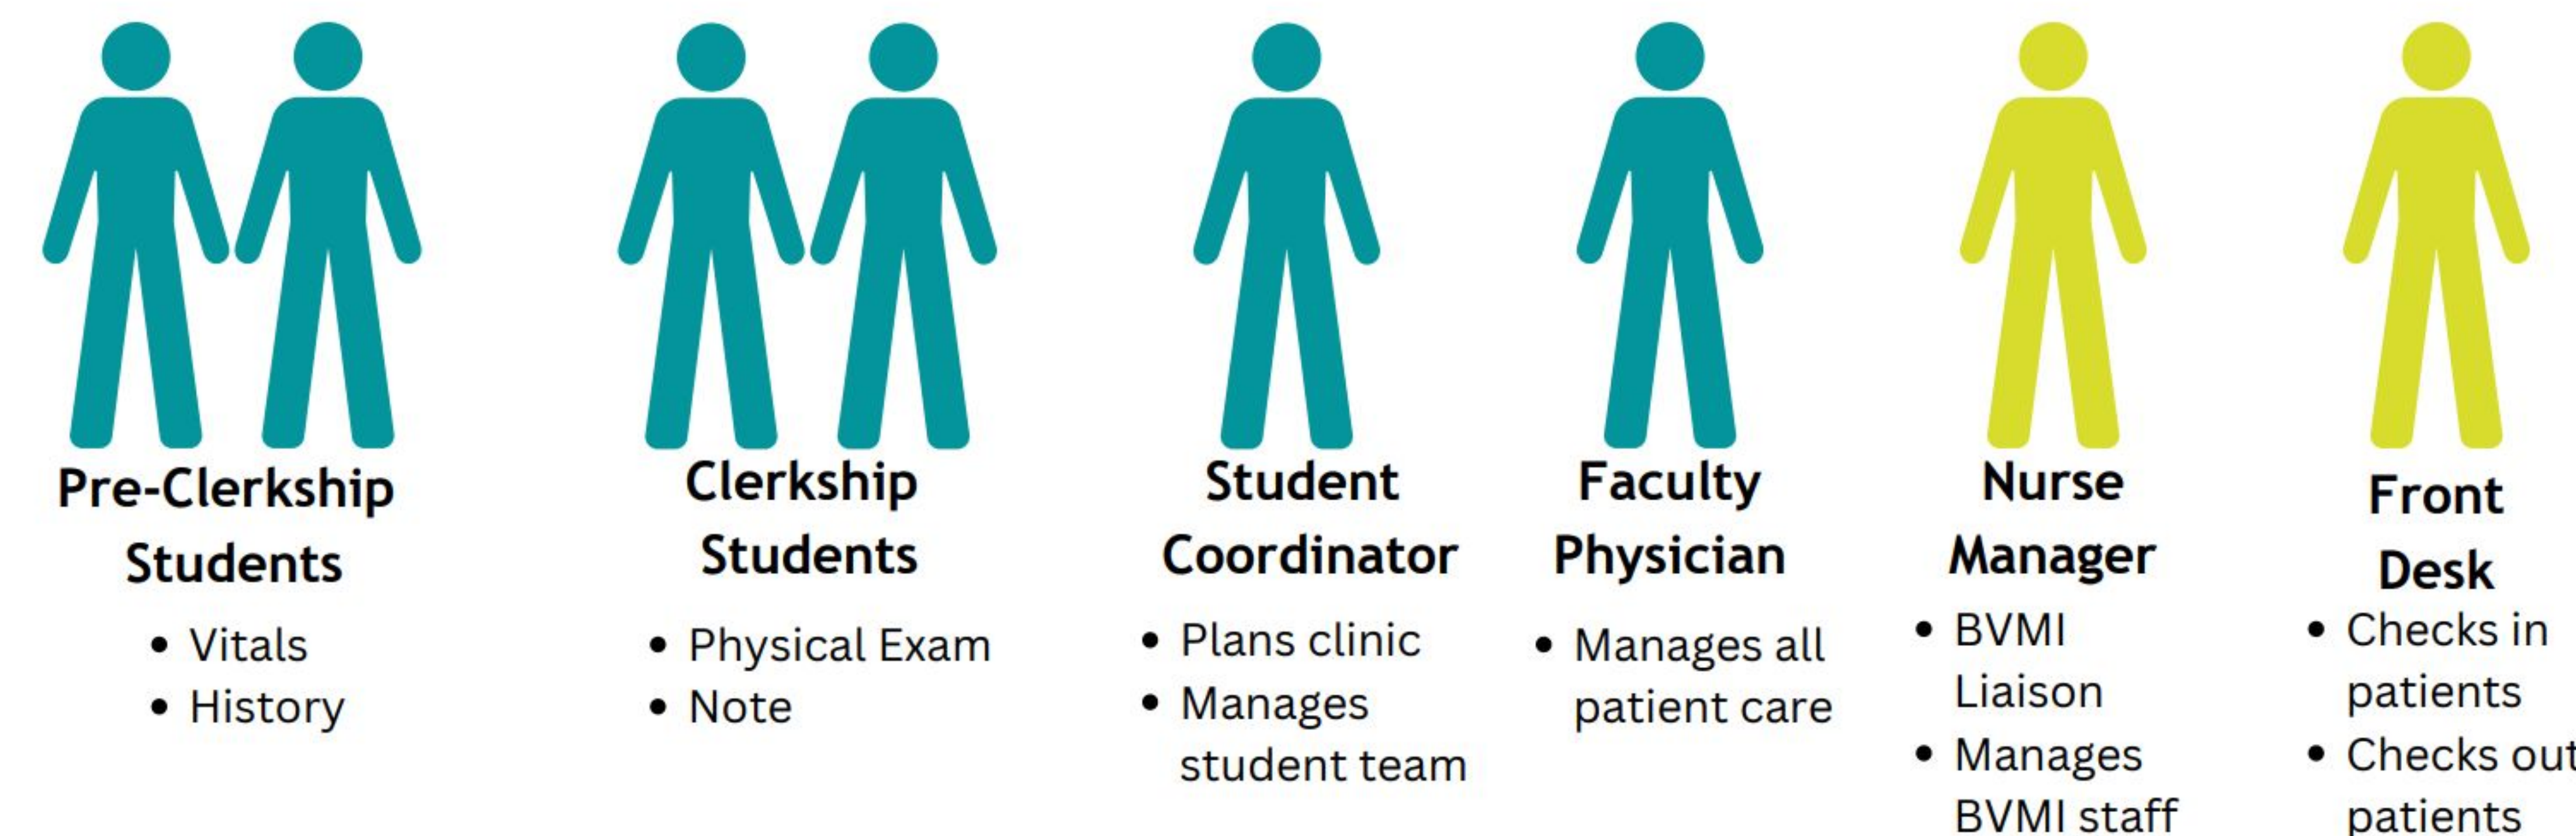 Pre-Clerkship
Students
• Vitals
• History
Clerkship
Students
• Physical Exam
• Note
Student
Coordinator
• Plans clinic
• Manages
student team
Faculty
Physician
• Manages all
patient care
Nurse
Manager
• BVMI
Liaison
• Manages
BVMI staff
Front
Desk
• Checks in
patients
• Checks out
patients